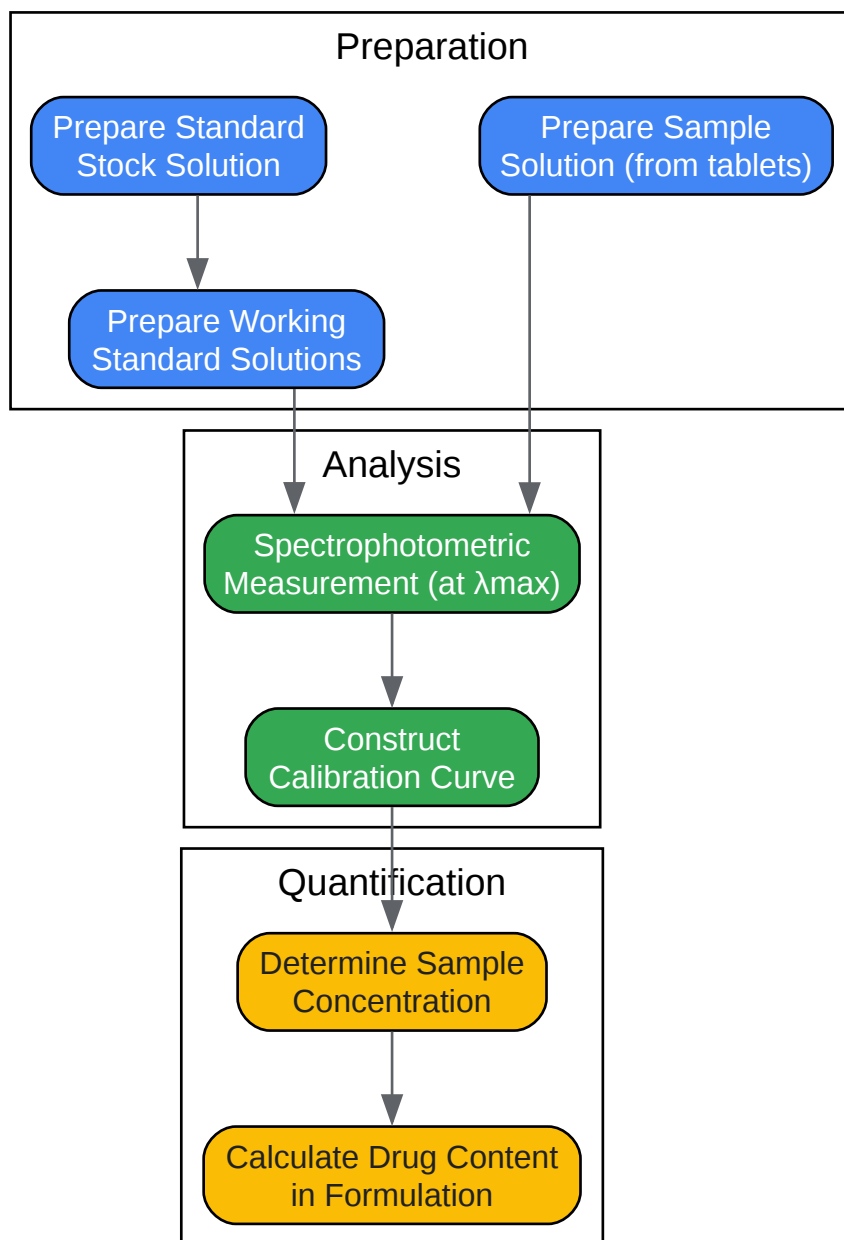 Preparation
Prepare Standard
Stock Solution
Prepare Sample
Solution (from tablets)
Prepare Working
Standard Solutions
Analysis
Spectrophotometric
Measurement (at λmax)
Construct
Calibration Curve
Quantification
Determine Sample
Concentration
Calculate Drug Content
in Formulation